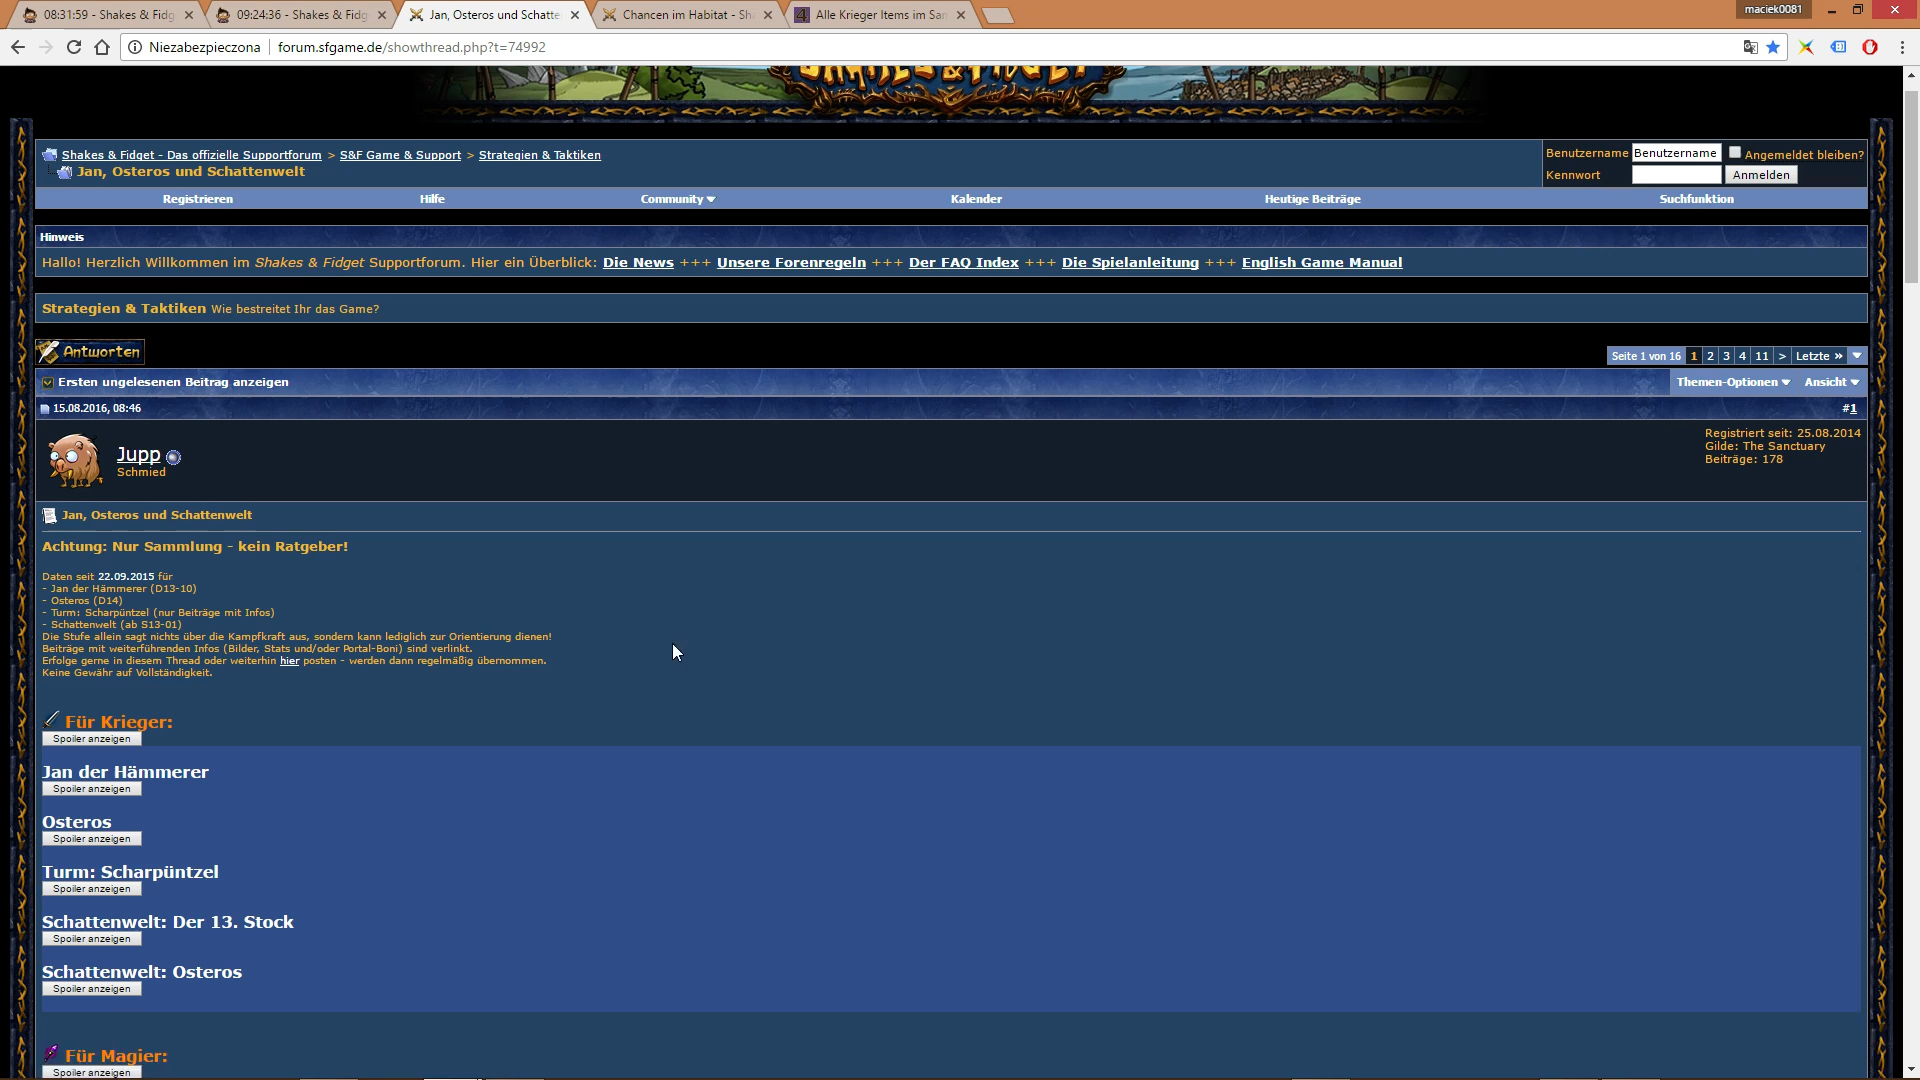 08:31:59 - Shakes & Fidg
09:24:36 - Shakes & Fidg
Jan, Osteros und Schatte
Chancen im Habitat - Sh
Alle Krieger Items im San
maciek0081
Niezabezpieczona
forum.sfgame.de/showthread.php?t=74992
Shakes & Fidget - Das offizielle Supportforum > S&F Game & Support > Strategien & Taktiken
Jan, Osteros und Schattenwelt
Benutzername Benutzername Angemeldet bleiben?
Kennwort Anmelden
Registrieren Hilfe Community Kalender Heutige Beiträge Suchfunktion
Hinweis
Hallo! Herzlich Willkommen im Shakes & Fidget Supportforum. Hier ein Überblick: Die News +++ Unsere Forenregeln +++ Der FAQ Index +++ Die Spielanleitung +++ English Game Manual
Strategien & Taktiken Wie bestreitet Ihr das Game?
Antworten
Seite 1 von 16 1 2 3 4 11 > Letzte »
Ersten ungelesenen Beitrag anzeigen
Themen-Optionen Ansicht
15.08.2016, 08:46
#1
Jupp
Schmied
Registriert seit: 25.08.2014
Gilde: The Sanctuary
Beiträge: 178
Jan, Osteros und Schattenwelt
Achtung: Nur Sammlung - kein Ratgeber!
Daten seit 22.09.2015 für
- Jan der Hämmerer (D13-10)
- Osteros (D14)
- Turm: Scharpüntzel (nur Beiträge mit Infos)
- Schattenwelt (ab S13-01)
Die Stufe allein sagt nichts über die Kampfkraft aus, sondern kann lediglich zur Orientierung dienen!
Beiträge mit weiterführenden Infos (Bilder, Stats und/oder Portal-Boni) sind verlinkt.
Erfolge gerne in diesem Thread oder weiterhin hier posten - werden dann regelmäßig übernommen.
Keine Gewähr auf Vollständigkeit.
Für Krieger:
Spoiler anzeigen
Jan der Hämmerer
Spoiler anzeigen
Osteros
Spoiler anzeigen
Turm: Scharpüntzel
Spoiler anzeigen
Schattenwelt: Der 13. Stock
Spoiler anzeigen
Schattenwelt: Osteros
Spoiler anzeigen
Für Magier:
Spoiler anzeigen